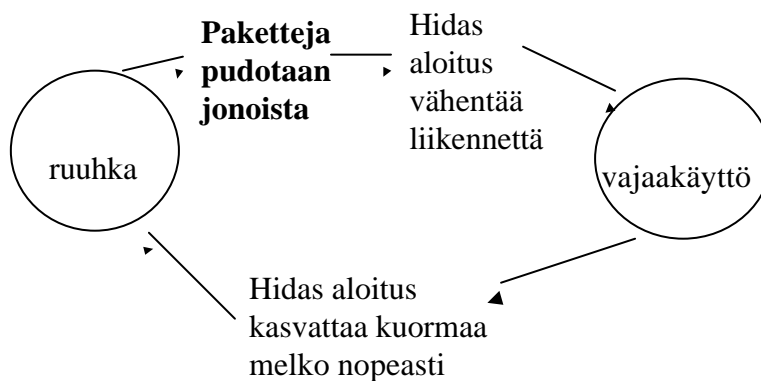 Paketteja
pudotaan
jonoista
Hidas
aloitus
vähentää
liikennettä
ruuhka
vajaakäyttö
Hidas aloitus
kasvattaa kuormaa
melko nopeasti